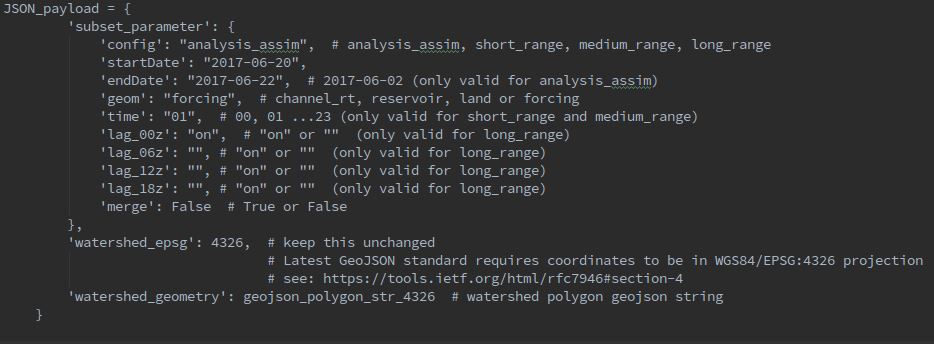 JSON_payload = {
'subset_parameter': {
'config': "analysis_assim",  # analysis_assim, short_range, medium_range, long_range
'startDate': "2017-06-20",
'endDate': "2017-06-22",  # 2017-06-02 (only valid for analysis_assim)
'geom': "forcing",  # channel_rt, reservoir, land or forcing
'time': "01",  # 00, 01 ...23 (only valid for short_range and medium_range)
'lag_00z': "on",  # "on" or ""  (only valid for long_range)
'lag_06z': "", # "on" or ""  (only valid for long_range)
'lag_12z': "", # "on" or ""  (only valid for long_range)
'lag_18z': "", # "on" or ""  (only valid for long_range)
'merge': False  # True or False
},
'watershed_epsg': 4326,  # keep this unchanged
# Latest GeoJSON standard requires coordinates to be in WGS84/EPSG:4326 projection
# see: https://tools.ietf.org/html/rfc7946#section-4
'watershed_geometry': geojson_polygon_str_4326  # watershed polygon geojson string
}